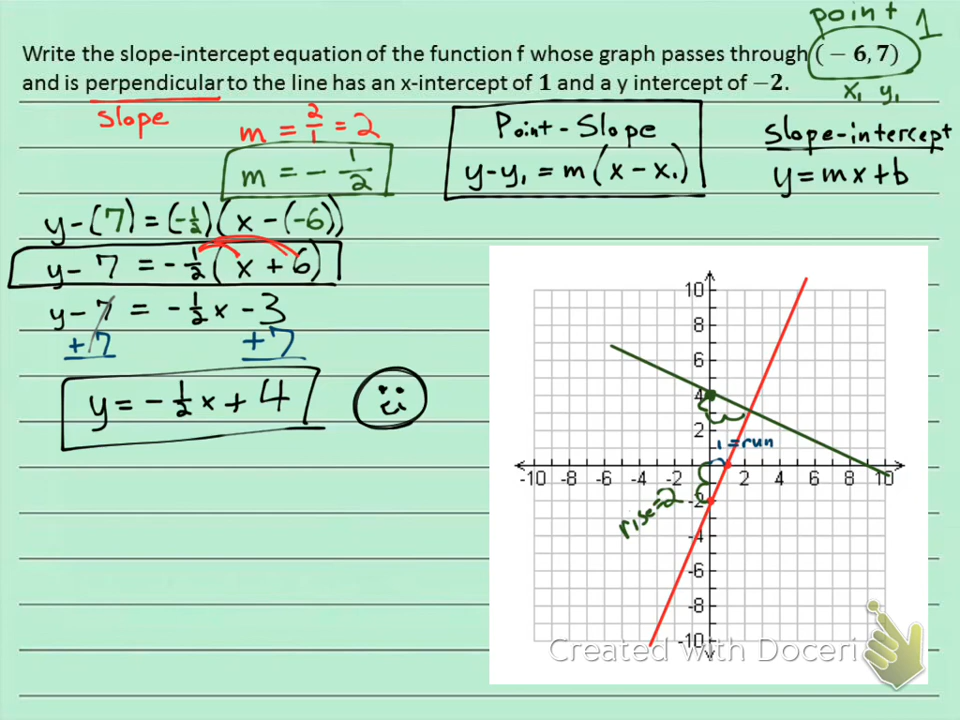 point 1
Write the slope-intercept equation of the function f whose graph passes through (− 6, 7)
and is perpendicular to the line has an x-intercept of 1 and a y intercept of −2.
x₁ y₁
slope
m = 2/1 = 2
m = - 1/2
Point - Slope
y-y₁ = m(x - x₁)
Slope-intercept
y = mx + b
y - (7) = (-1/2)(x - (-6))
y - 7 = -1/2(x + 6)
y - 7 = -1/2x - 3
+7 +7
y = -1/2x + 4
10
8
6
4
2
1 = run
-10 -8 -6 -4 -2 2 4 6 8 10
rise=2
-2
-4
-6
-8
-10
Created with Doceri